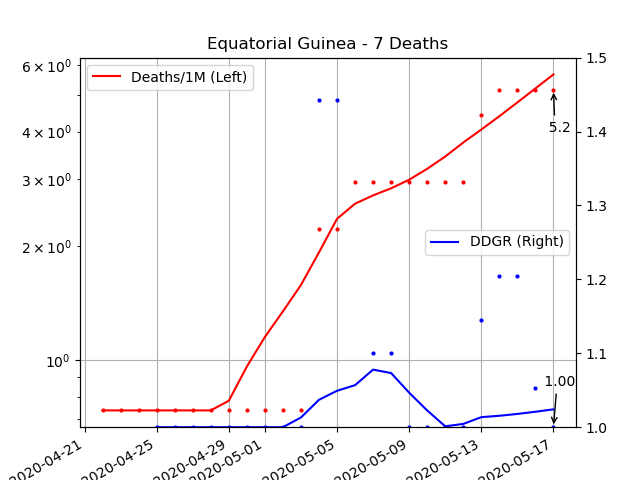 Equatorial Guinea - 7 Deaths
6 × 10⁰
4 × 10⁰
3 × 10⁰
2 × 10⁰
10⁰
Deaths/1M (Left)
DDGR (Right)
5.2
1.00
1.5
1.4
1.3
1.2
1.1
1.0
2020-04-21
2020-04-25
2020-04-29
2020-05-01
2020-05-05
2020-05-09
2020-05-13
2020-05-17